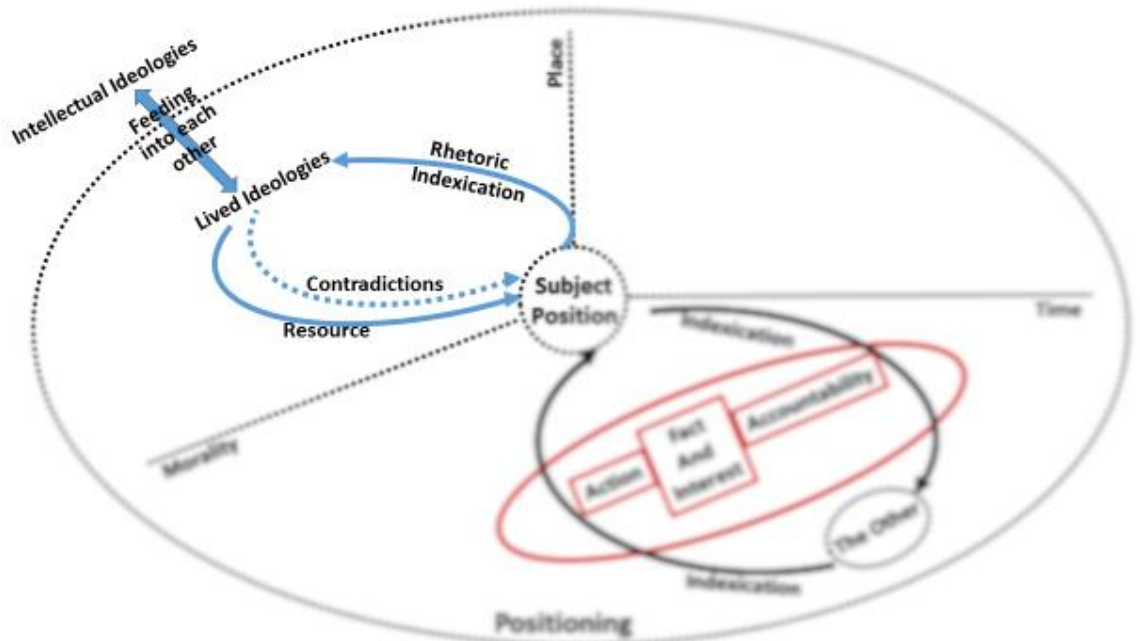 Intellectual Ideologies
Feeding
into each
other
Lived Ideologies
Rhetoric
Indexication
Place
Contradictions
Resource
Subject
Position
Time
Morality
Indexication
Accountability
Fact
And
Interest
Action
The Other
Indexication
Positioning